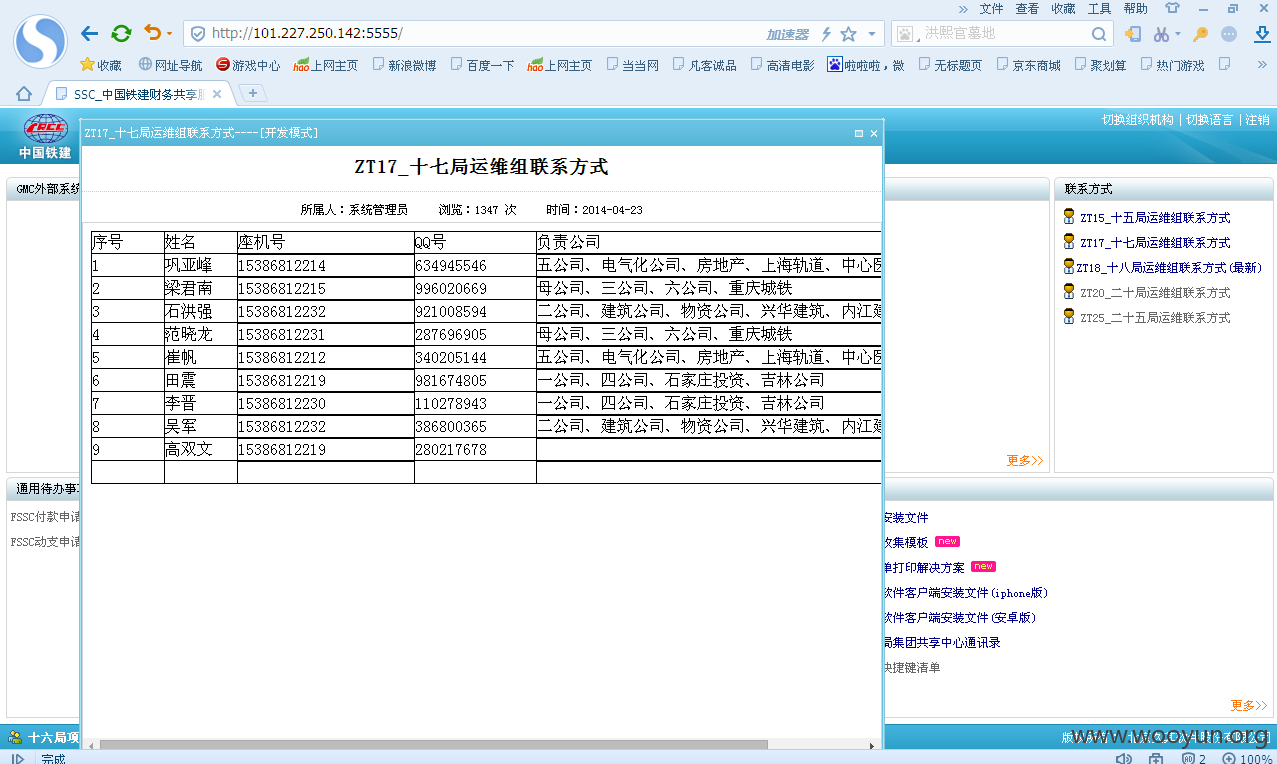 » 文件 查看 收藏 工具 帮助
http://101.227.250.142:5555/ 加速器 洪熙官墓地
收藏 网址导航 游戏中心 hao上网主页 新浪微博 百度一下 hao上网主页 当当网 凡客诚品 高清电影 啦啦啦，微 无标题页 京东商城 聚划算 热门游戏 »
SSC_中国铁建财务共享服 × +
中国铁建
切换组织机构 | 切换语言 | 注销
ZT17_十七局运维组联系方式----[开发模式]
ZT17_十七局运维组联系方式
所属人：系统管理员 浏览：1347 次 时间：2014-04-23
序号 姓名 座机号 QQ号 负责公司
1 巩亚峰 15386812214 634945546 五公司、电气化公司、房地产、上海轨道、中心医
2 梁君南 15386812215 996020669 母公司、三公司、六公司、重庆城铁
3 石洪强 15386812232 921008594 二公司、建筑公司、物资公司、兴华建筑、内江建
4 范晓龙 15386812231 287696905 母公司、三公司、六公司、重庆城铁
5 崔帆 15386812212 340205144 五公司、电气化公司、房地产、上海轨道、中心医
6 田震 15386812219 981674805 一公司、四公司、石家庄投资、吉林公司
7 李晋 15386812230 110278943 一公司、四公司、石家庄投资、吉林公司
8 吴军 15386812232 386800365 二公司、建筑公司、物资公司、兴华建筑、内江建
9 高双文 15386812219 280217678
GMC外部系统
更多>>
联系方式
ZT15_十五局运维组联系方式
ZT17_十七局运维组联系方式
ZT18_十八局运维组联系方式(最新)
ZT20_二十局运维组联系方式
ZT25_二十五局运维组联系方式
通用待办事项
FSSC付款申请
FSSC动支申请
安装文件
收集模板 new
单打印解决方案 new
软件客户端安装文件(iphone版)
软件客户端安装文件(安卓版)
局集团共享中心通讯录
快捷键清单
更多>>
十六局项
www.wooyun.org
完成
2 100%